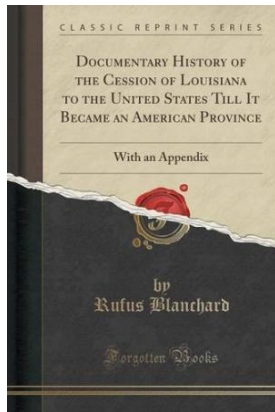 CLASSIC REPRINT SERIES
DOCUMENTARY HISTORY OF
THE CESSION OF LOUISIANA
TO THE UNITED STATES TILL IT
BECAME AN AMERICAN PROVINCE
With an Appendix
F
by
Rufus Blanchard
Forgotten Books